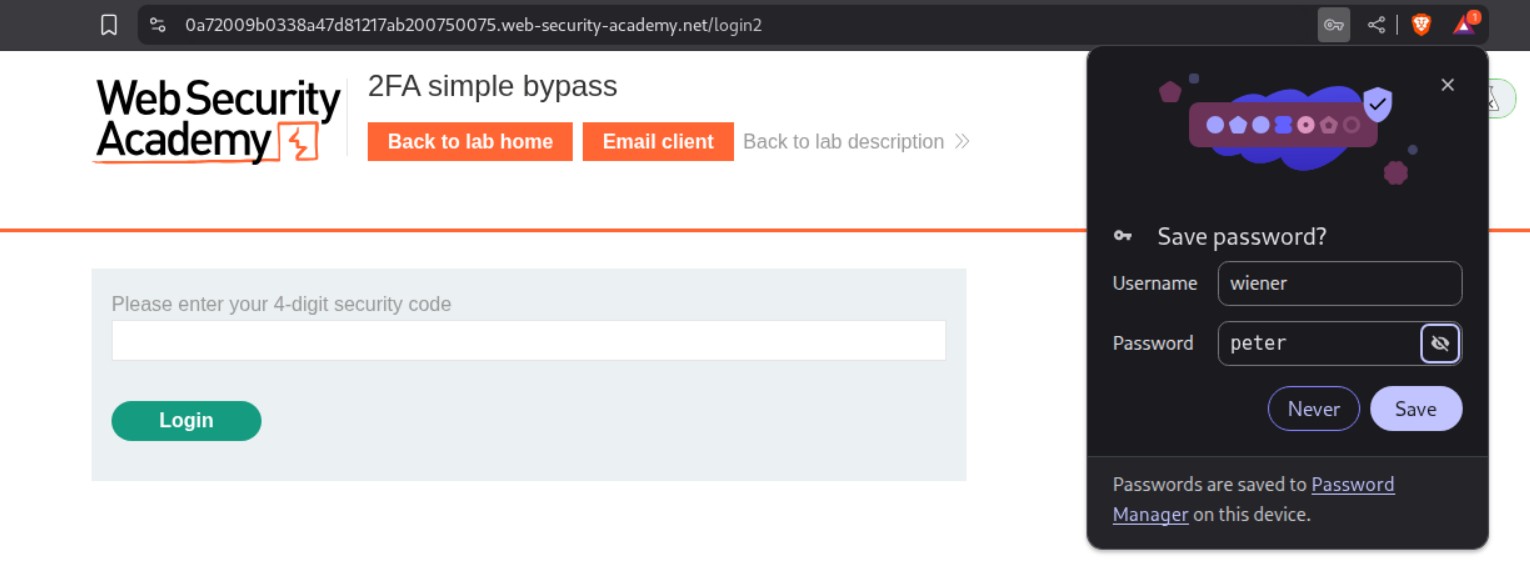 0a72009b0338a47d81217ab200750075.web-security-academy.net/login2
1
Web Security
Academy
2FA simple bypass
Back to lab home
Email client
Back to lab description
Please enter your 4-digit security code
Login
Save password?
Username
wiener
Password
peter
Never
Save
Passwords are saved to Password
Manager on this device.